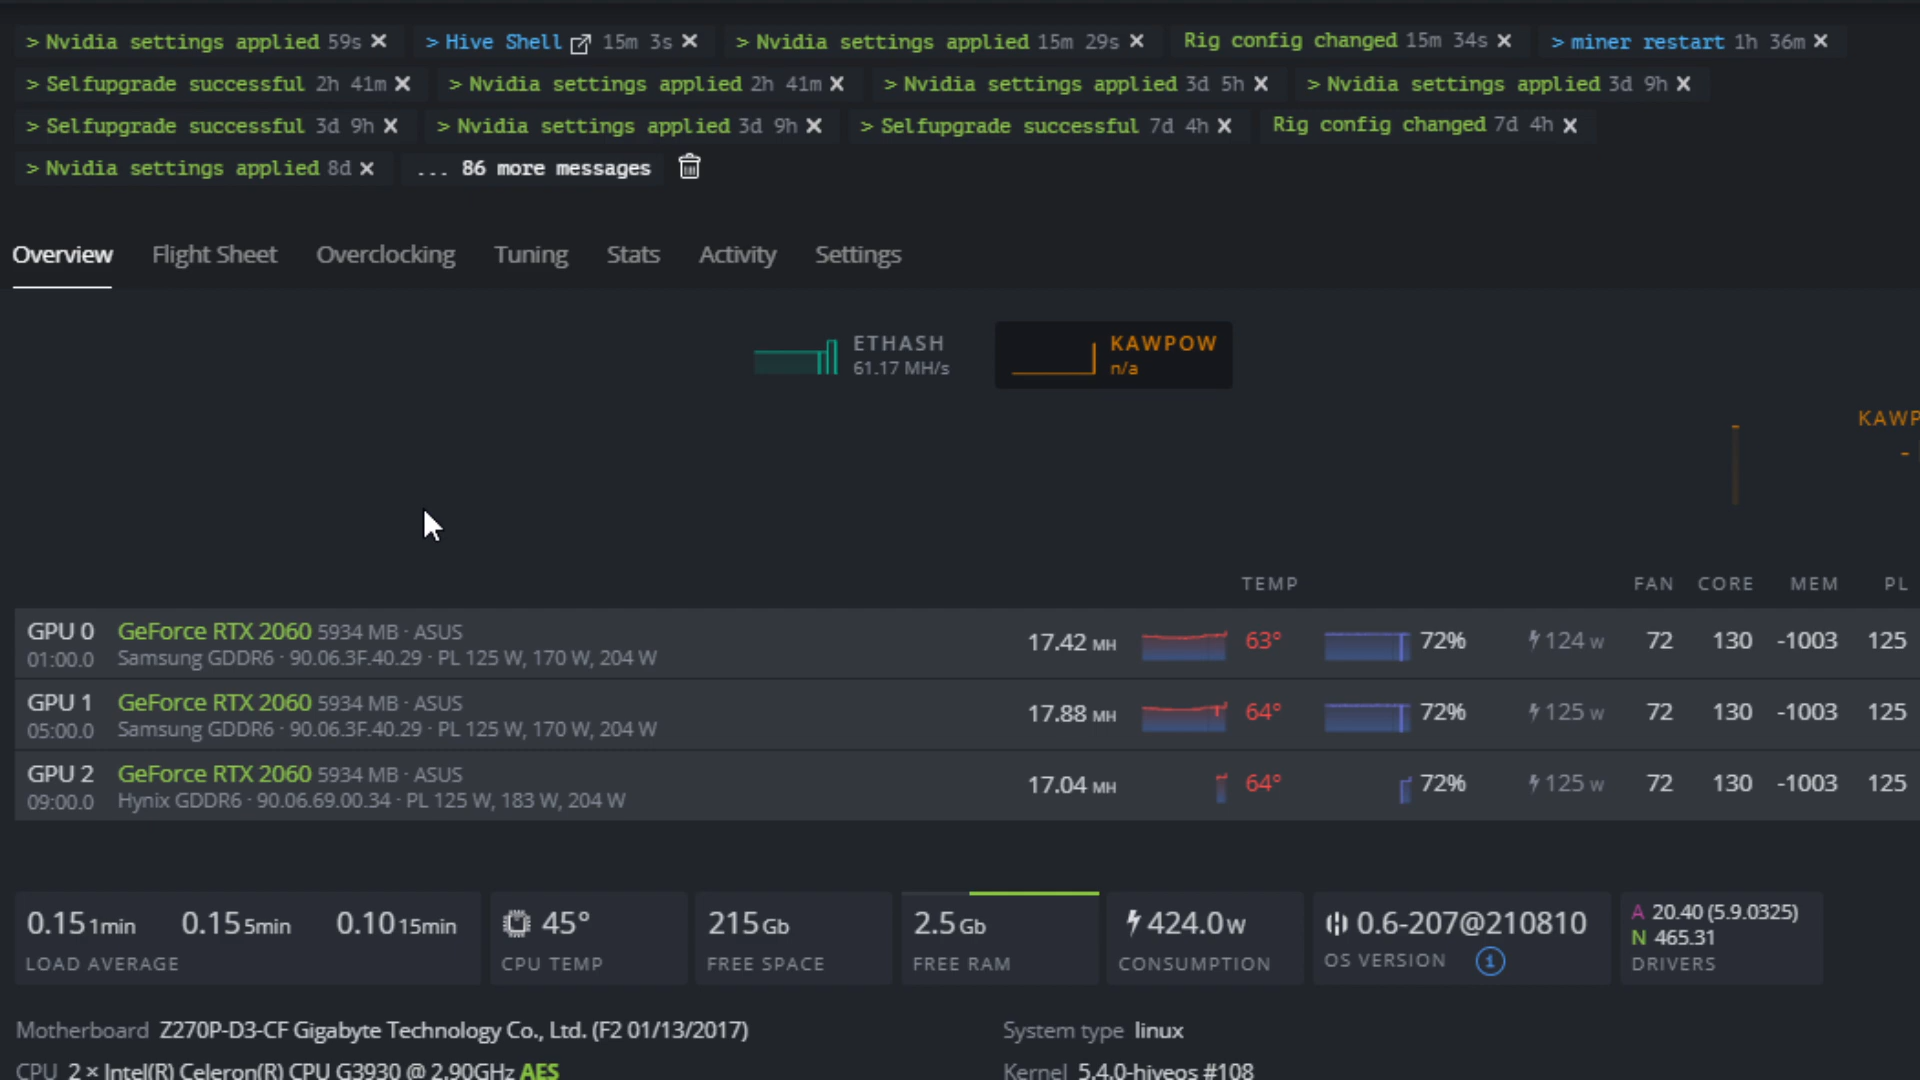 > Nvidia settings applied 59s × > Hive Shell 15m 3s × > Nvidia settings applied 15m 29s × Rig config changed 15m 34s × > miner restart 1h 36m ×
> Selfupgrade successful 2h 41m × > Nvidia settings applied 2h 41m × > Nvidia settings applied 3d 5h × > Nvidia settings applied 3d 9h ×
> Selfupgrade successful 3d 9h × > Nvidia settings applied 3d 9h × > Selfupgrade successful 7d 4h × Rig config changed 7d 4h ×
> Nvidia settings applied 8d × ... 86 more messages
Overview Flight Sheet Overclocking Tuning Stats Activity Settings
ETHASH
61.17 MH/s
KAWPOW
n/a
KAWP
-
TEMP FAN CORE MEM PL
GPU 0 GeForce RTX 2060 5934 MB · ASUS
01:00.0 Samsung GDDR6 · 90.06.3F.40.29 · PL 125 W, 170 W, 204 W
17.42 MH 63° 72% 124 W 72 130 -1003 125
GPU 1 GeForce RTX 2060 5934 MB · ASUS
05:00.0 Samsung GDDR6 · 90.06.3F.40.29 · PL 125 W, 170 W, 204 W
17.88 MH 64° 72% 125 W 72 130 -1003 125
GPU 2 GeForce RTX 2060 5934 MB · ASUS
09:00.0 Hynix GDDR6 · 90.06.69.00.34 · PL 125 W, 183 W, 204 W
17.04 MH 64° 72% 125 W 72 130 -1003 125
0.15 1min 0.15 5min 0.10 15min
LOAD AVERAGE
45°
CPU TEMP
215 Gb
FREE SPACE
2.5 Gb
FREE RAM
424.0 W
CONSUMPTION
0.6-207@210810
OS VERSION
A 20.40 (5.9.0325)
N 465.31
DRIVERS
Motherboard Z270P-D3-CF Gigabyte Technology Co., Ltd. (F2 01/13/2017)
System type linux
CPU 2 × Intel(R) Celeron(R) CPU G3930 @ 2.90GHz AES
Kernel 5.4.0-hiveos #108